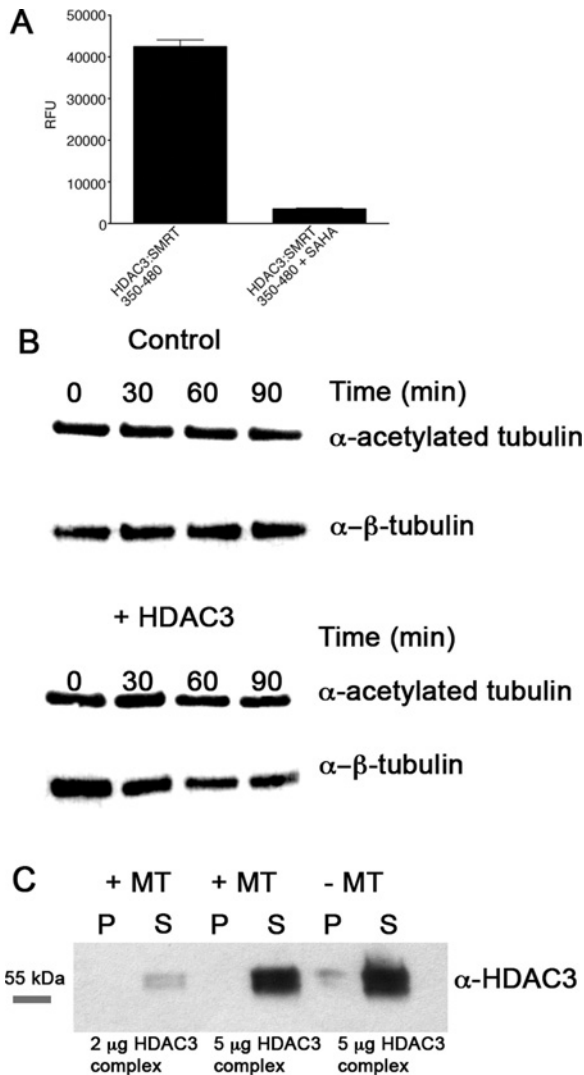 A
50000
40000
30000
20000
10000
0
RFU
HDAC3:SMRT
350-480
HDAC3:SMRT
350-480 + SAHA
B
Control
0 30 60 90 Time (min)
α-acetylated tubulin
α–β-tubulin
+ HDAC3
Time (min)
0 30 60 90 α-acetylated tubulin
α–β-tubulin
C
+ MT + MT - MT
P S P S P S
55 kDa
α-HDAC3
2 µg HDAC3 5 µg HDAC3 5 µg HDAC3
complex complex complex